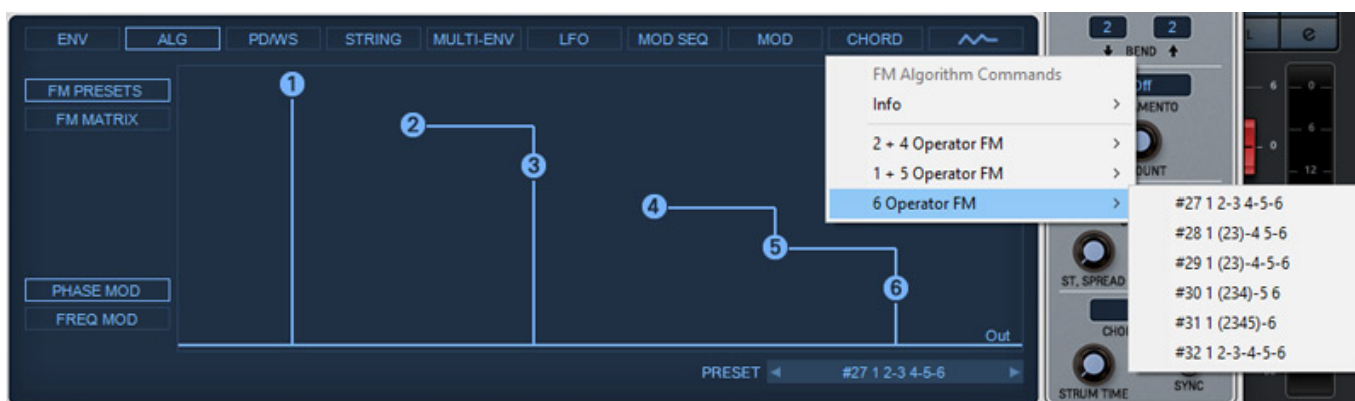 ENV ALG PD/WS STRING MULTI-ENV LFO MOD SEQ MOD CHORD
FM PRESETS
FM MATRIX
PHASE MOD
FREQ MOD
1
2
3
4
5
6
Out
PRESET #27 1 2-3 4-5-6
FM Algorithm Commands
Info
2 + 4 Operator FM
1 + 5 Operator FM
6 Operator FM
#27 1 2-3 4-5-6
#28 1 (23)-4 5-6
#29 1 (23)-4-5-6
#30 1 (234)-5 6
#31 1 (2345)-6
#32 1 2-3-4-5-6
2 2
BEND
ST. SPREAD
STRUM TIME
SYNC
L e
6 0
6
0
12